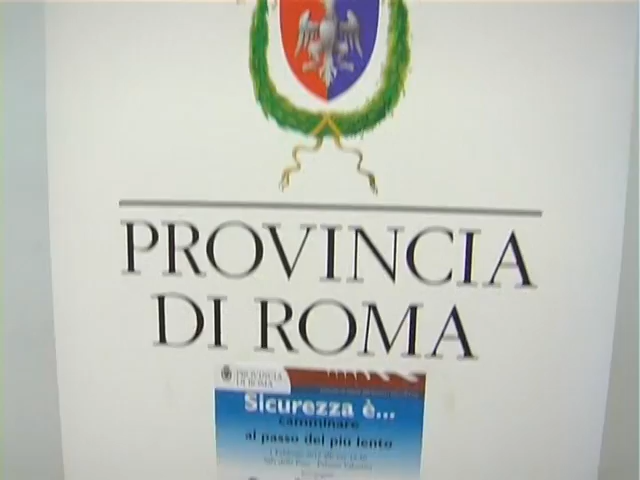 PROVINCIA
DI ROMA
PROVINCIA
DI ROMA
Sicurezza è...
camminare
al passo del più lento